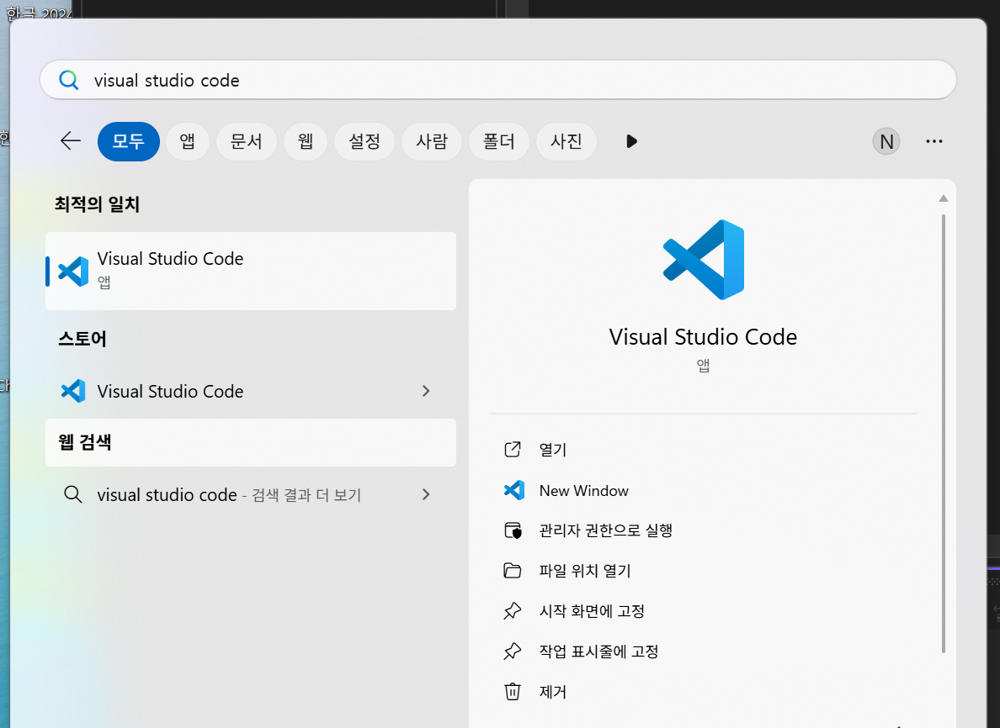 한글 2024
visual studio code
모두 앱 문서 웹 설정 사람 폴더 사진 N
최적의 일치
Visual Studio Code
앱
스토어
Visual Studio Code
웹 검색
visual studio code - 검색 결과 더 보기
Visual Studio Code
앱
열기
New Window
관리자 권한으로 실행
파일 위치 열기
시작 화면에 고정
작업 표시줄에 고정
제거